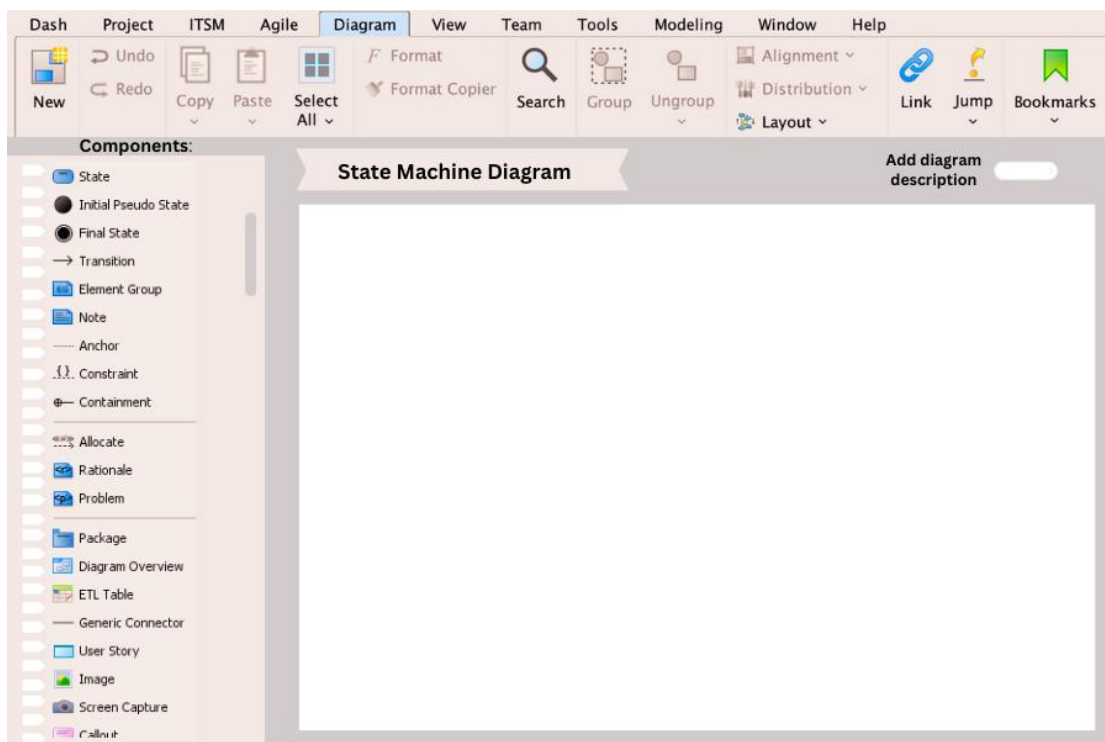 Dash Project ITSM Agile Diagram View Team Tools Modeling Window Help
Undo F Format Alignment
Redo Format Copier Distribution
New Copy Paste Select All Search Group Ungroup Layout Link Jump Bookmarks
Components:
State
Initial Pseudo State
Final State
Transition
Element Group
Note
Anchor
{} Constraint
Containment
Allocate
Rationale
Problem
Package
Diagram Overview
ETL Table
Generic Connector
User Story
Image
Screen Capture
Callout
State Machine Diagram
Add diagram
description